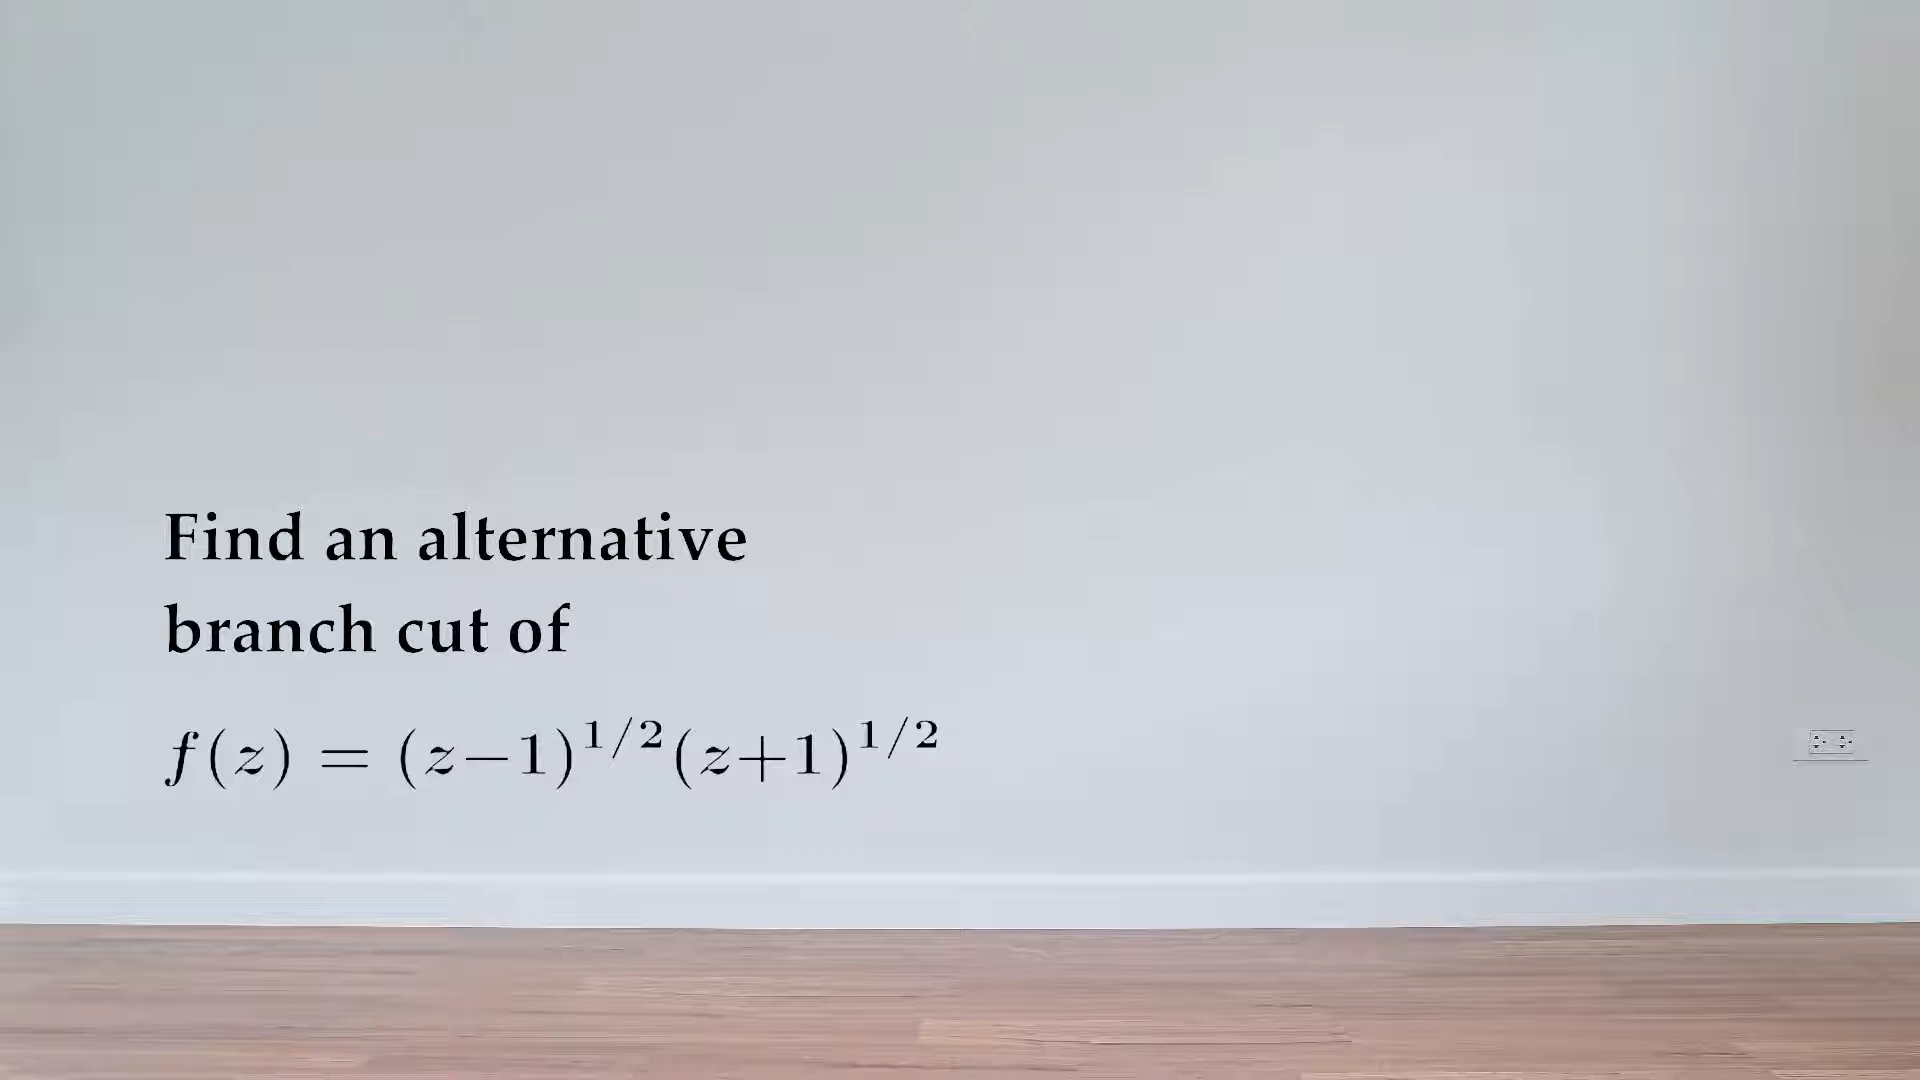 Find an alternative
branch cut of
f(z) = (z−1)^{1/2}(z+1)^{1/2}